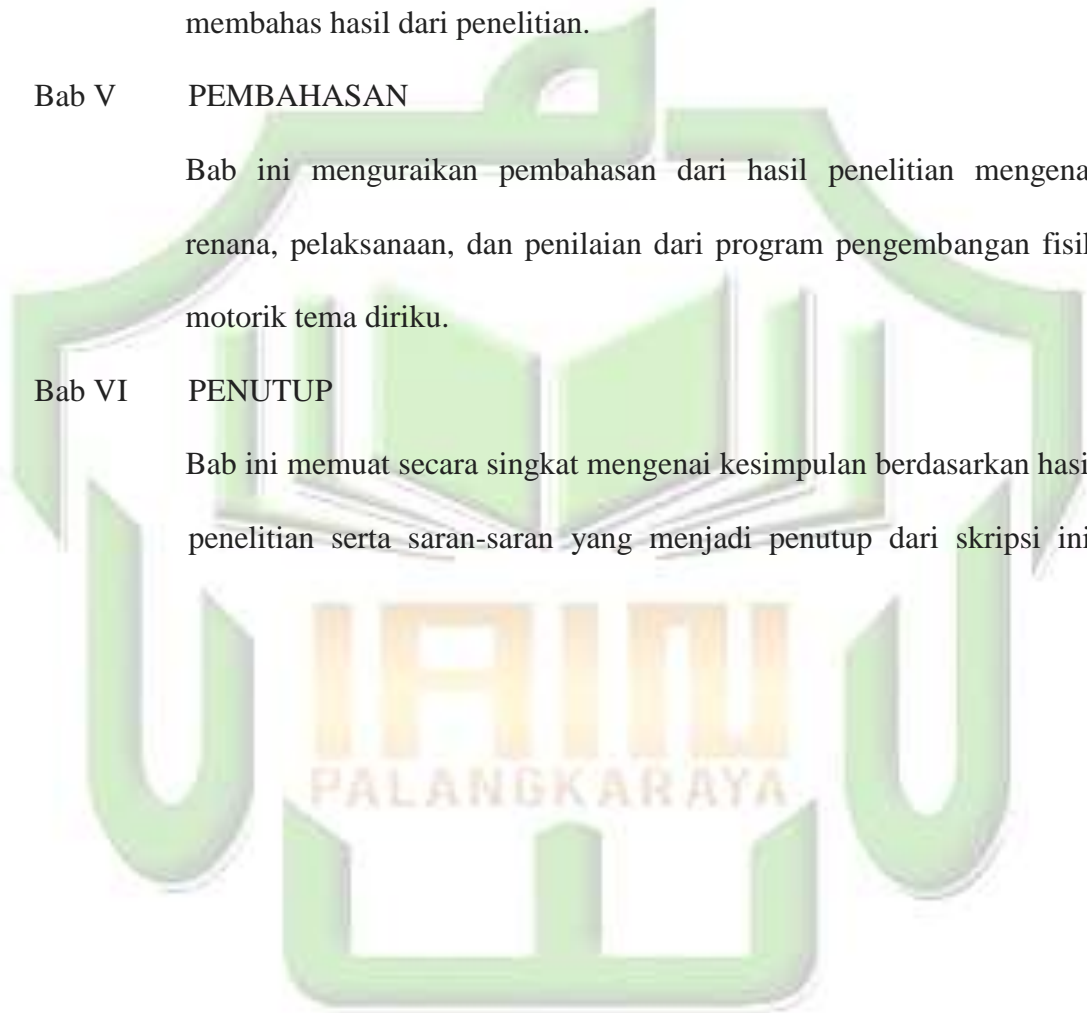 membahas hasil dari penelitian.
Bab V PEMBAHASAN
Bab ini menguraikan pembahasan dari hasil penelitian mengena
renana, pelaksanaan, dan penilaian dari program pengembangan fisil
motorik tema diriku.
Bab VI PENUTUP
Bab ini memuat secara singkat mengenai kesimpulan berdasarkan hasi
penelitian serta saran-saran yang menjadi penutup dari skripsi ini
IAIN
PALANGKARAYA